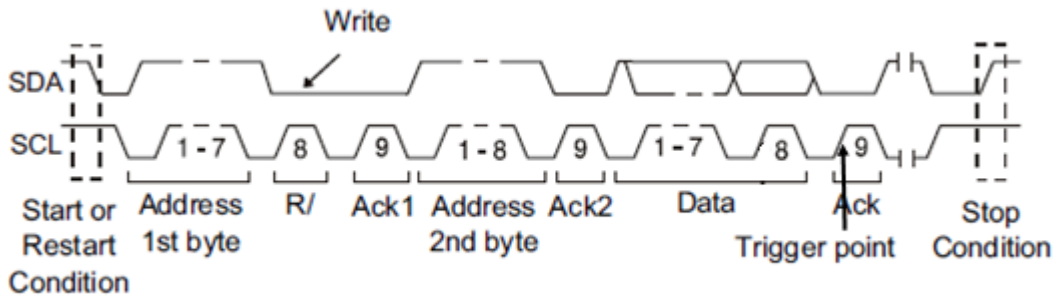 Write
SDA
SCL
1 - 7 8 9 1 - 8 9 1 - 7 8 9
Start or Restart Condition
Address 1st byte
R/
Ack1
Address 2nd byte
Ack2
Data
Ack
Trigger point
Stop Condition